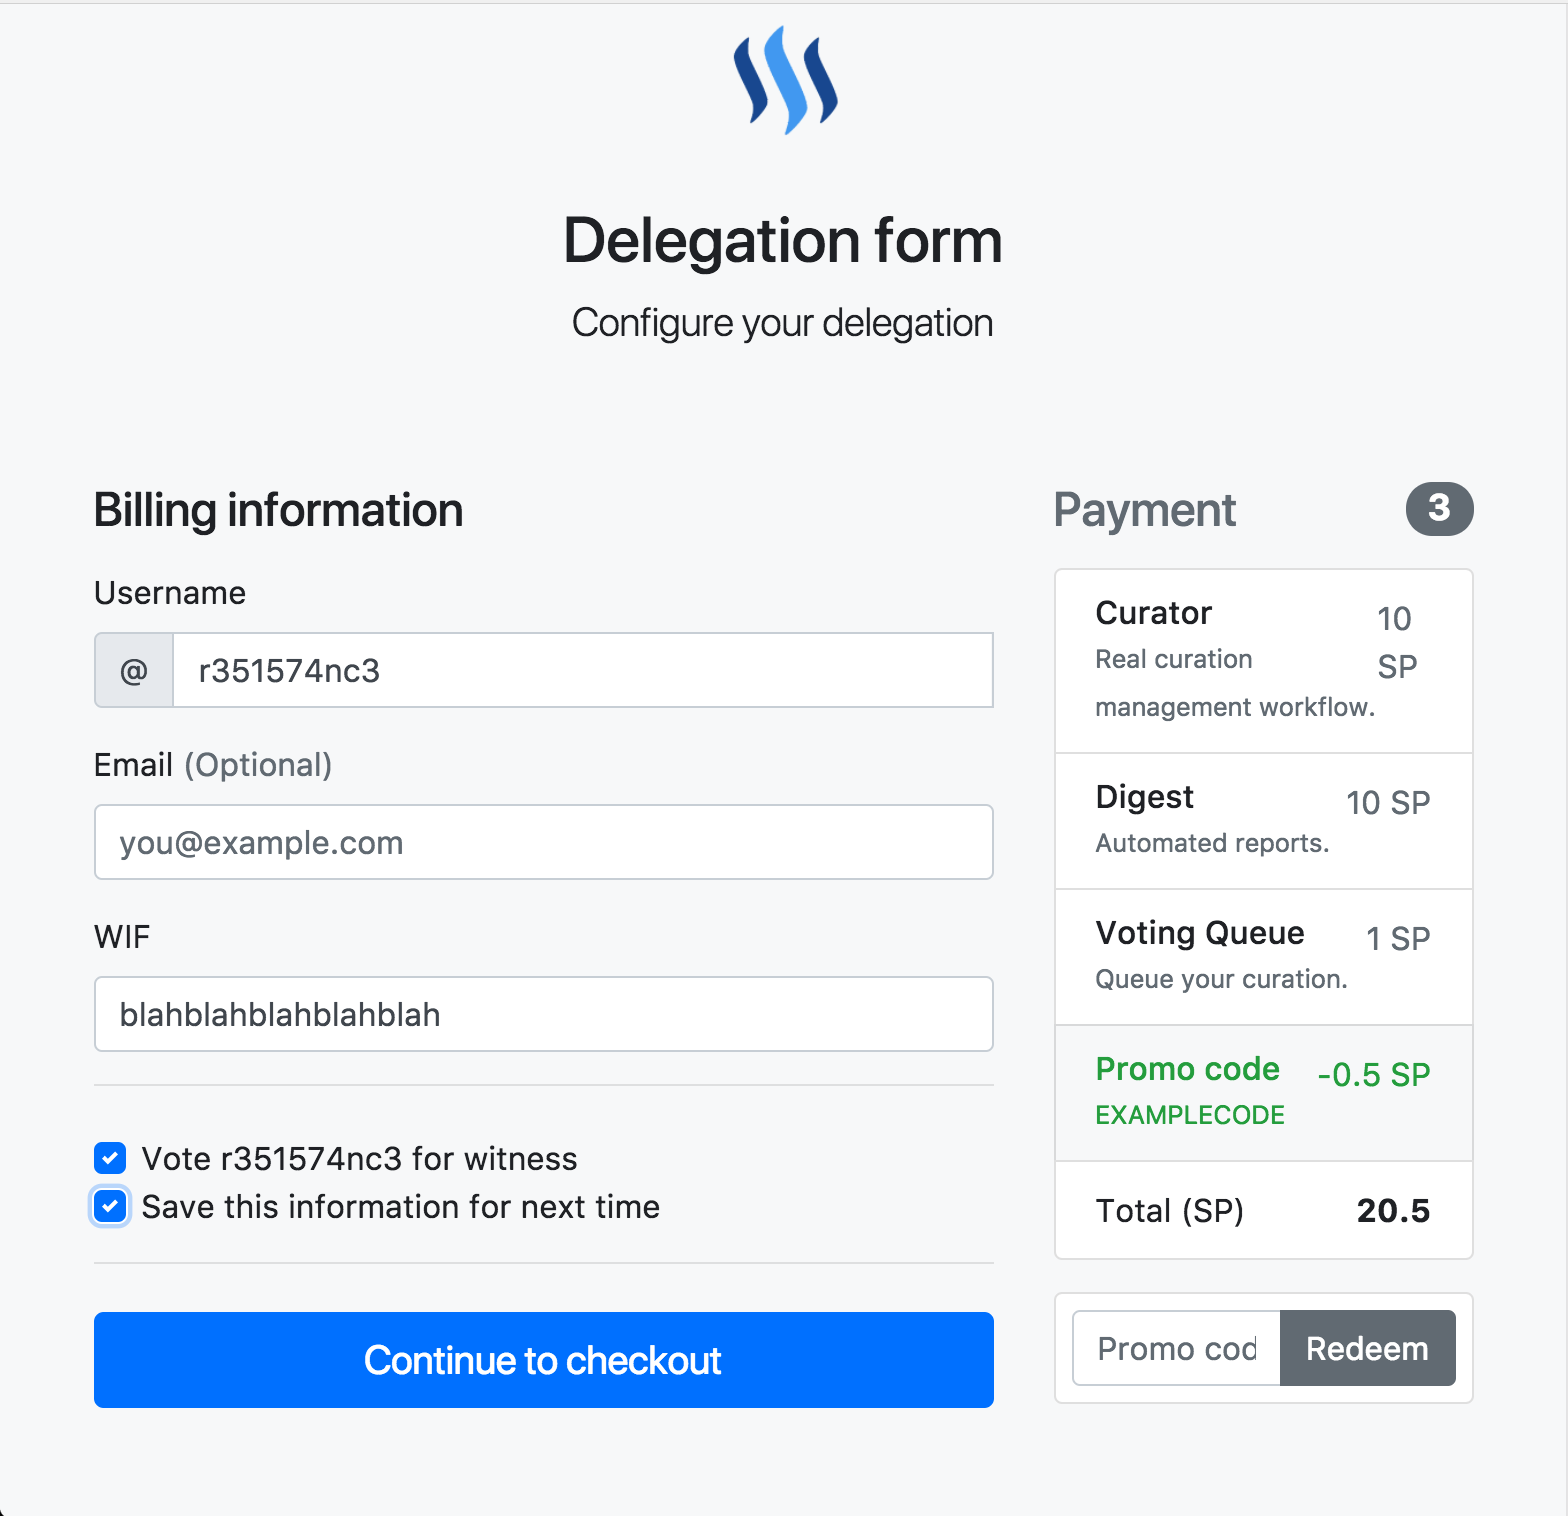 Delegation form
Configure your delegation
Billing information
Username
@ r351574nc3
Email (Optional)
you@example.com
WIF
blahblahblahblahblah
Vote r351574nc3 for witness
Save this information for next time
Continue to checkout
Payment 3
Curator 10 SP
Real curation
management workflow.
Digest 10 SP
Automated reports.
Voting Queue 1 SP
Queue your curation.
Promo code -0.5 SP
EXAMPLECODE
Total (SP) 20.5
Promo cod Redeem